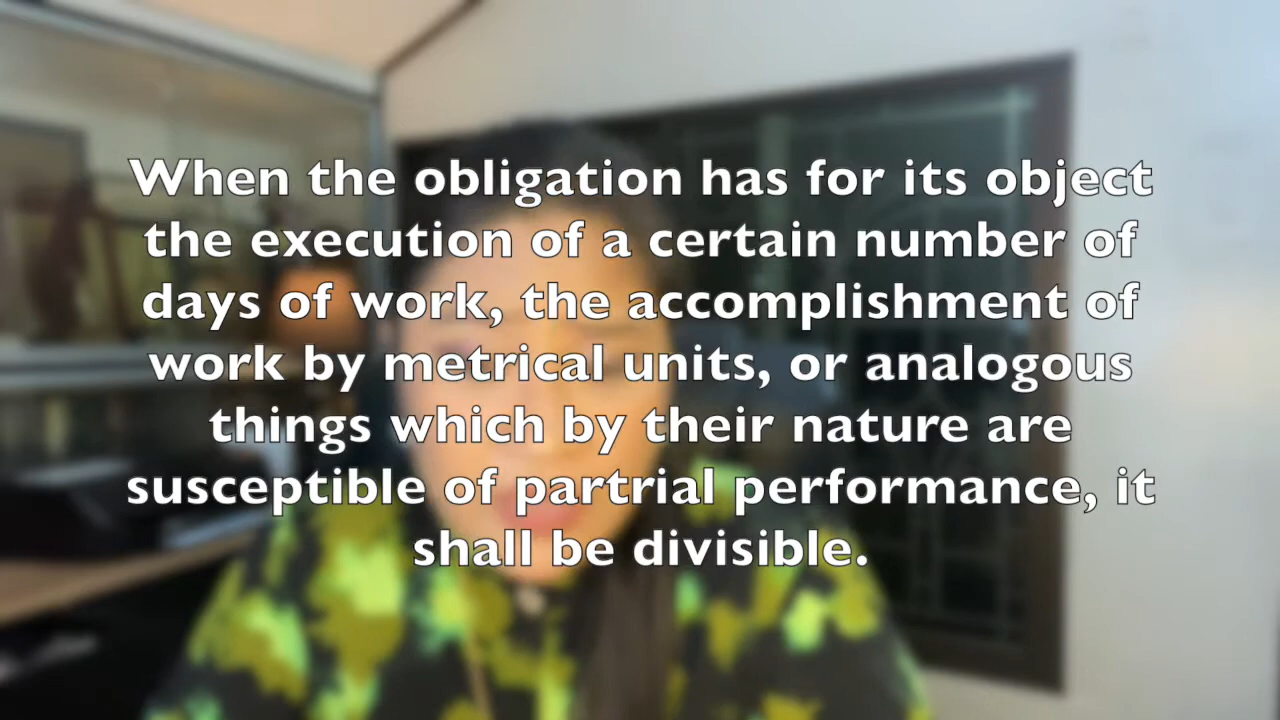 When the obligation has for its object
the execution of a certain number of
days of work, the accomplishment of
work by metrical units, or analogous
things which by their nature are
susceptible of partrial performance, it
shall be divisible.